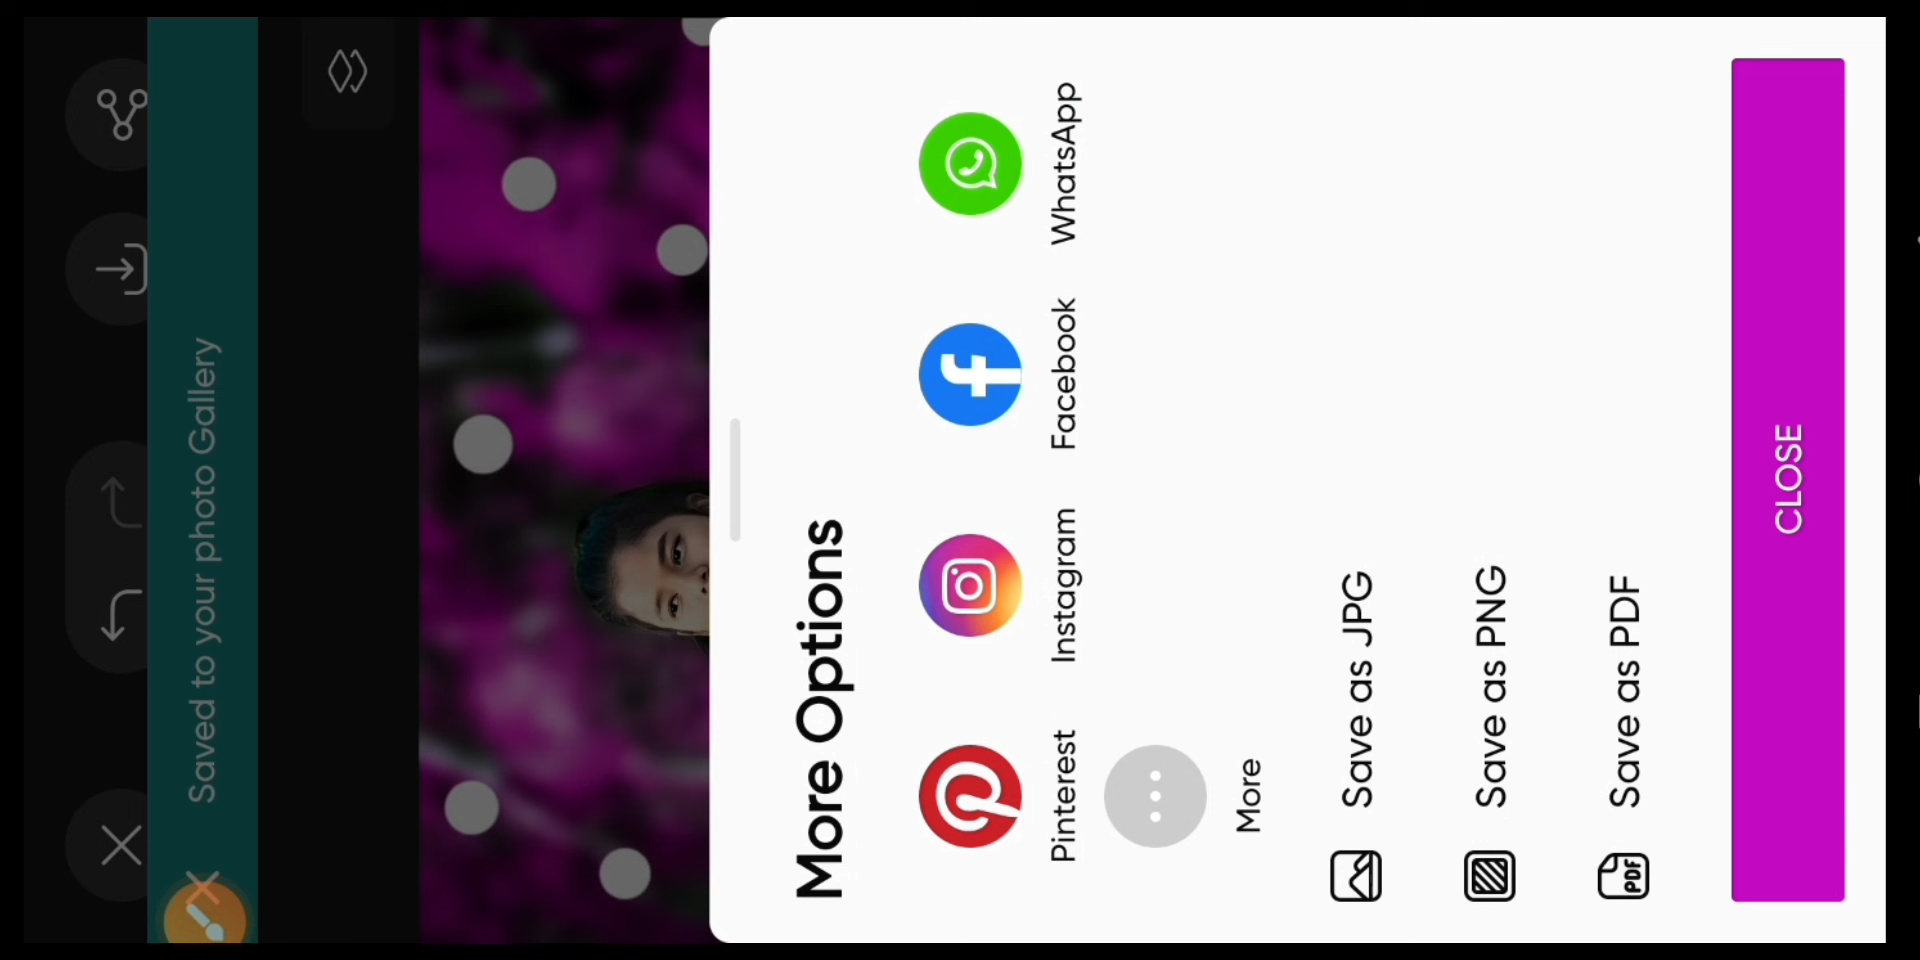 Saved to your photo Gallery
More Options
Pinterest
Instagram
Facebook
WhatsApp
More
Save as JPG
Save as PNG
PDF
Save as PDF
CLOSE